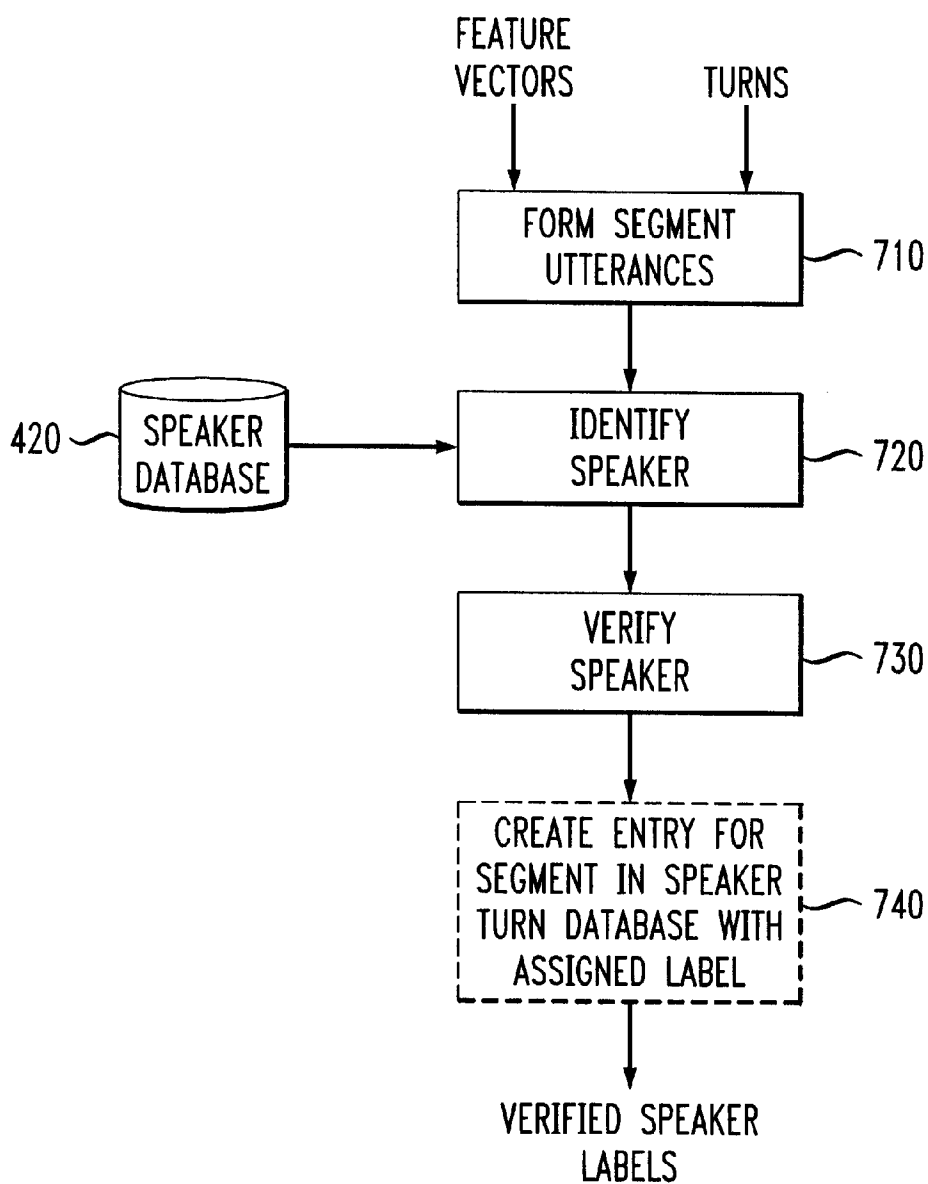 FEATURE
VECTORS
TURNS
FORM SEGMENT
UTTERANCES
710
420
SPEAKER
DATABASE
IDENTIFY
SPEAKER
720
VERIFY
SPEAKER
730
CREATE ENTRY FOR
SEGMENT IN SPEAKER
TURN DATABASE WITH
ASSIGNED LABEL
740
VERIFIED SPEAKER
LABELS